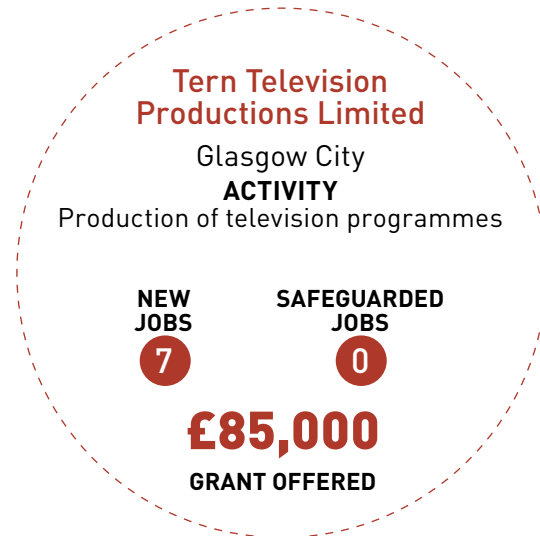 Tern Television
Productions Limited
Glasgow City
ACTIVITY
Production of television programmes
NEW
JOBS
7
SAFEGUARDED
JOBS
0
£85,000
GRANT OFFERED